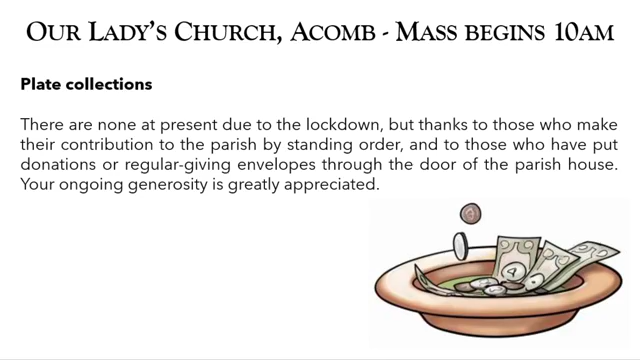 Our Lady's Church, Acomb - Mass begins 10am
Plate collections
There are none at present due to the lockdown, but thanks to those who make
their contribution to the parish by standing order, and to those who have put
donations or regular-giving envelopes through the door of the parish house.
Your ongoing generosity is greatly appreciated.